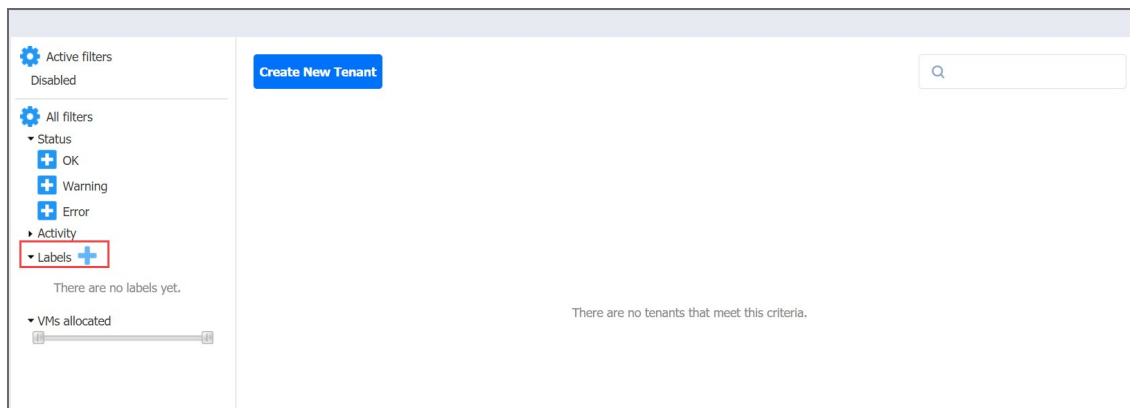 Active filters
Disabled
All filters
Status
OK
Warning
Error
Activity
Labels
There are no labels yet.
VMs allocated
Create New Tenant
There are no tenants that meet this criteria.